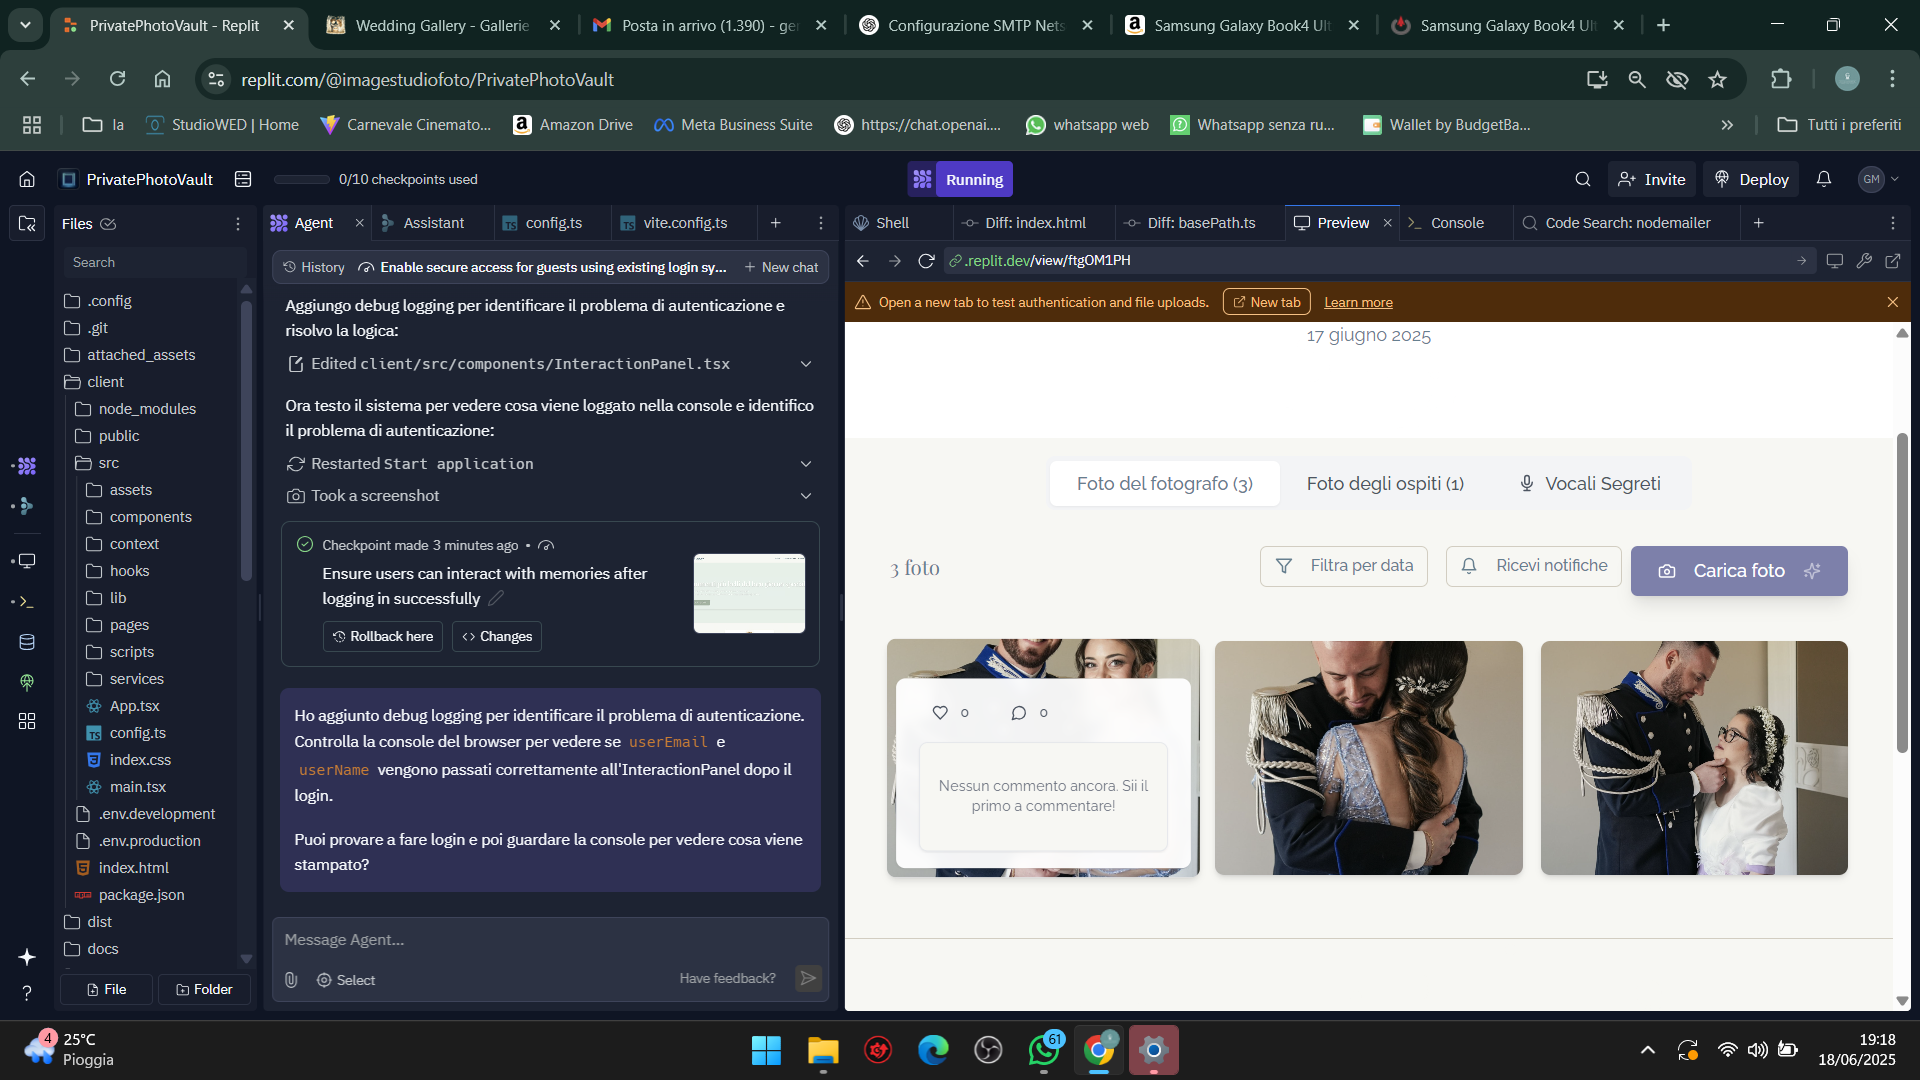 PrivatePhotoVault - Replit
Wedding Gallery - Gallerie
Posta in arrivo (1.390) - ger
Configurazione SMTP Nets
Samsung Galaxy Book4 Ult
Samsung Galaxy Book4 Ult
replit.com/@imagestudiofoto/PrivatePhotoVault
Ia
StudioWED | Home
Carnevale Cinemato...
Amazon Drive
Meta Business Suite
https://chat.openai....
whatsapp web
Whatsapp senza ru...
Wallet by BudgetBa...
Tutti i preferiti
PrivatePhotoVault
0/10 checkpoints used
Running
Invite
Deploy
GM
Files
Agent
Assistant
config.ts
vite.config.ts
Shell
Diff: index.html
Diff: basePath.ts
Preview
Console
Code Search: nodemailer
Search
History
Enable secure access for guests using existing login sy...
New chat
.replit.dev/view/ftgOM1PH
Open a new tab to test authentication and file uploads.
New tab
Learn more
.config
.git
attached_assets
client
node_modules
public
src
assets
components
context
hooks
lib
pages
scripts
services
App.tsx
config.ts
index.css
main.tsx
.env.development
.env.production
index.html
package.json
dist
docs
File
Folder
Aggiungo debug logging per identificare il problema di autenticazione e
risolvo la logica:
Edited client/src/components/InteractionPanel.tsx
Ora testo il sistema per vedere cosa viene loggato nella console e identifico
il problema di autenticazione:
Restarted Start application
Took a screenshot
Checkpoint made 3 minutes ago •
Ensure users can interact with memories after
logging in successfully
Rollback here
Changes
Ho aggiunto debug logging per identificare il problema di autenticazione.
Controlla la console del browser per vedere se userEmail e
userName vengono passati correttamente all'InteractionPanel dopo il
login.
Puoi provare a fare login e poi guardare la console per vedere cosa viene
stampato?
Message Agent...
Select
Have feedback?
17 giugno 2025
Foto del fotografo (3)
Foto degli ospiti (1)
Vocali Segreti
3 foto
Filtra per data
Ricevi notifiche
Carica foto
0
0
Nessun commento ancora. Sii il
primo a commentare!
4
25°C
Pioggia
61
19:18
18/06/2025